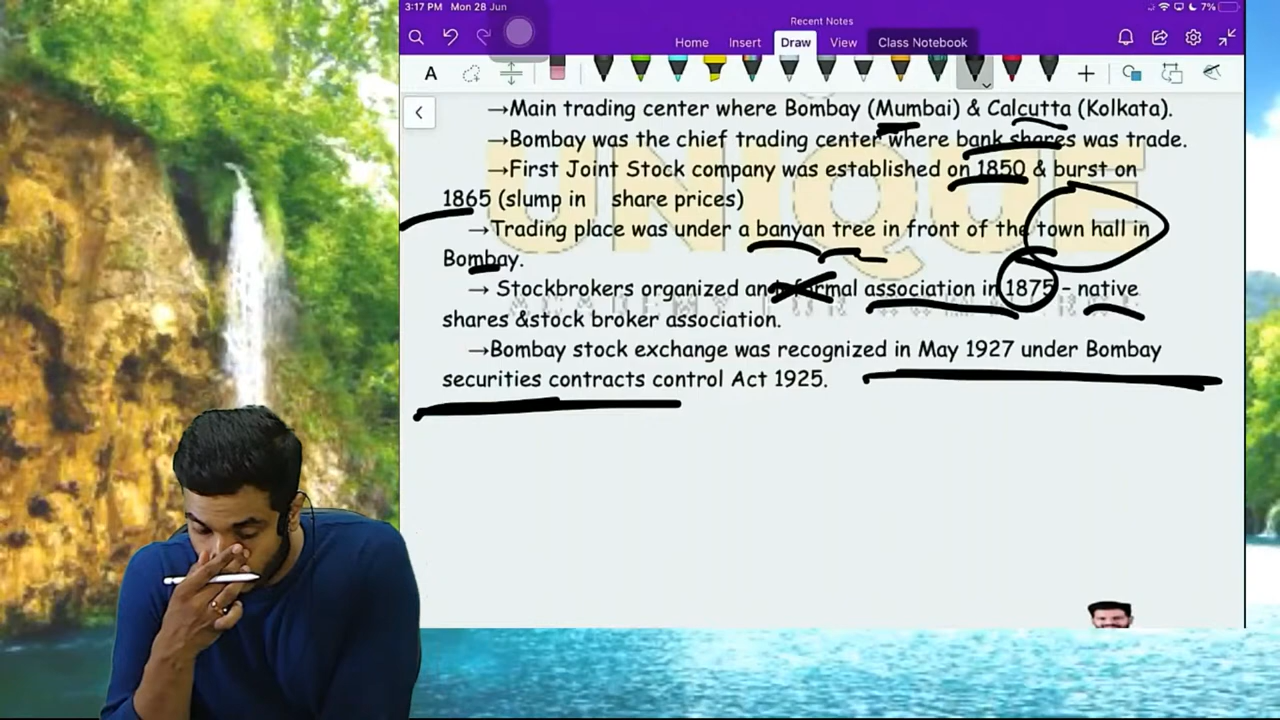 3:17 PM Mon 28 Jun
7%
Recent Notes
Home Insert Draw View Class Notebook
A
→Main trading center where Bombay (Mumbai) & Calcutta (Kolkata).
→Bombay was the chief trading center where bank shares was trade.
→First Joint Stock company was established on 1850 & burst on
1865 (slump in share prices)
→Trading place was under a banyan tree in front of the town hall in
Bombay.
→ Stockbrokers organized an informal association in 1875 - native
shares &stock broker association.
→Bombay stock exchange was recognized in May 1927 under Bombay
securities contracts control Act 1925.
UNIQUE